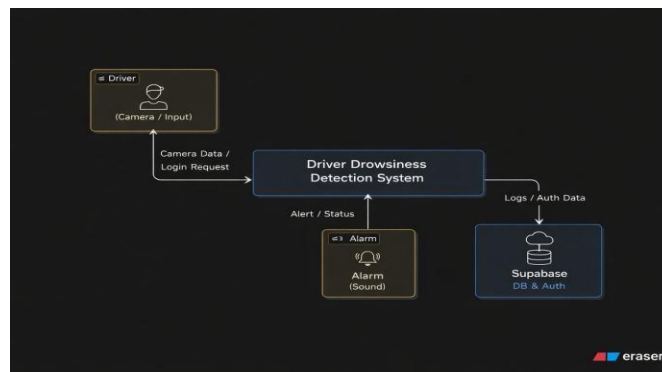 Driver
(Camera / Input)
Camera Data /
Login Request
Driver Drowsiness
Detection System
Logs / Auth Data
Alert / Status
Alarm
Alarm
(Sound)
Supabase
DB & Auth
eraser